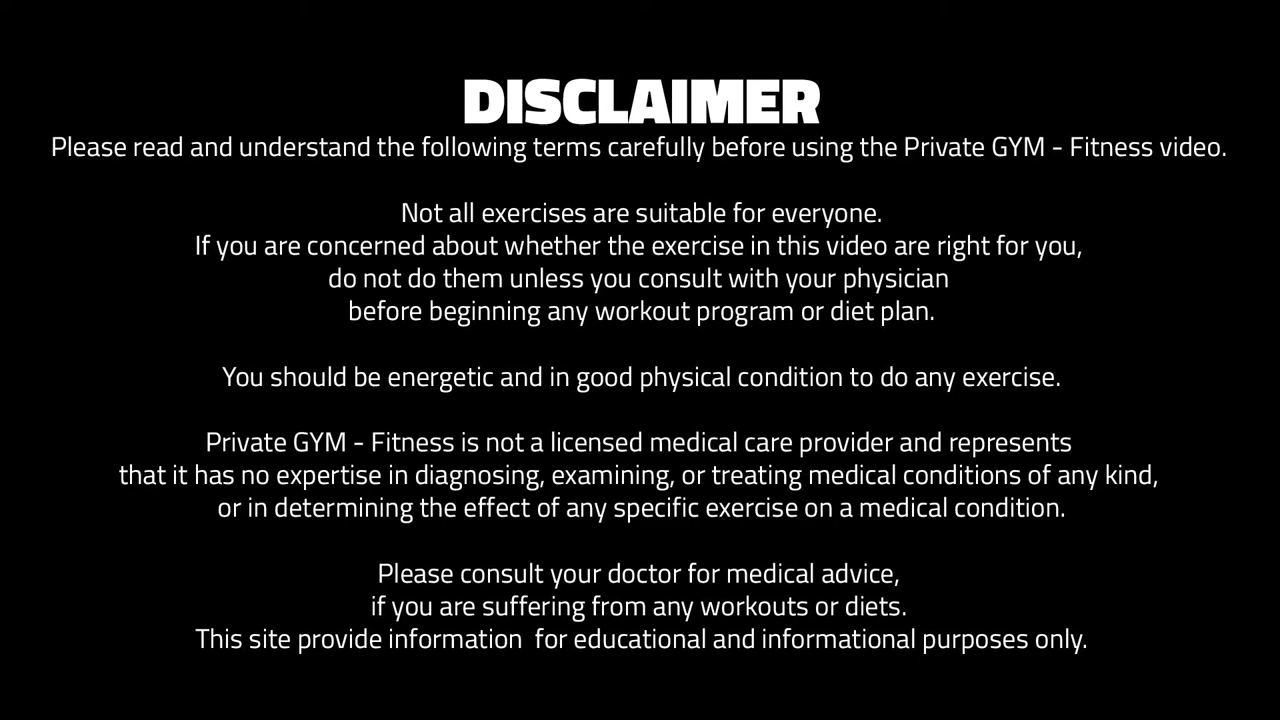 DISCLAIMER
Please read and understand the following terms carefully before using the Private GYM - Fitness video.
Not all exercises are suitable for everyone.
If you are concerned about whether the exercise in this video are right for you,
do not do them unless you consult with your physician
before beginning any workout program or diet plan.
You should be energetic and in good physical condition to do any exercise.
Private GYM - Fitness is not a licensed medical care provider and represents
that it has no expertise in diagnosing, examining, or treating medical conditions of any kind,
or in determining the effect of any specific exercise on a medical condition.
Please consult your doctor for medical advice,
if you are suffering from any workouts or diets.
This site provide information  for educational and informational purposes only.